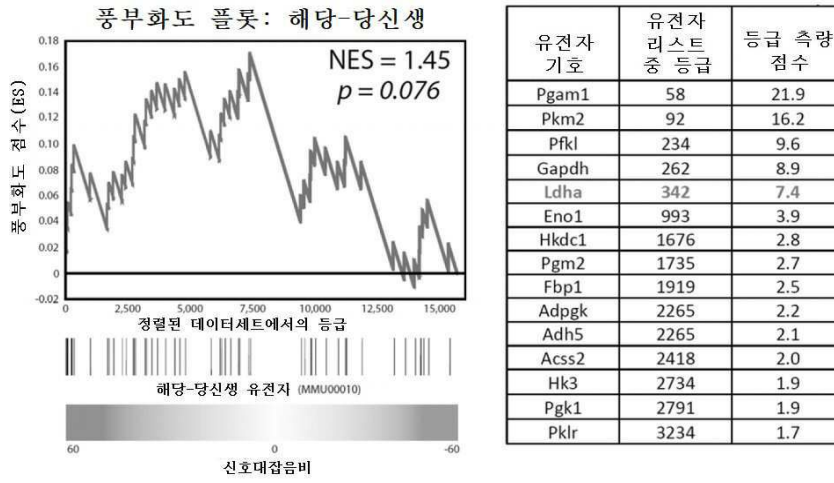 풍부화도 플롯: 해당-당신생
NES = 1.45
p = 0.076
풍부화도 점수(ES)
0.18
0.16
0.14
0.12
0.10
0.08
0.06
0.04
0.02
0
-0.02
0 2,500 5,000 7,500 10,000 12,500 15,000
정렬된 데이터세트에서의 등급
해당-당신생 유전자 (MMU00010)
60 0 -60
신호대잡음비
유전자 기호 유전자 리스트 중 등급 등급 측량 점수
Pgam1 58 21.9
Pkm2 92 16.2
Pfkl 234 9.6
Gapdh 262 8.9
Ldha 342 7.4
Eno1 993 3.9
Hkdc1 1676 2.8
Pgm2 1735 2.7
Fbp1 1919 2.5
Adpgk 2265 2.2
Adh5 2265 2.1
Acss2 2418 2.0
Hk3 2734 1.9
Pgk1 2791 1.9
Pklr 3234 1.7